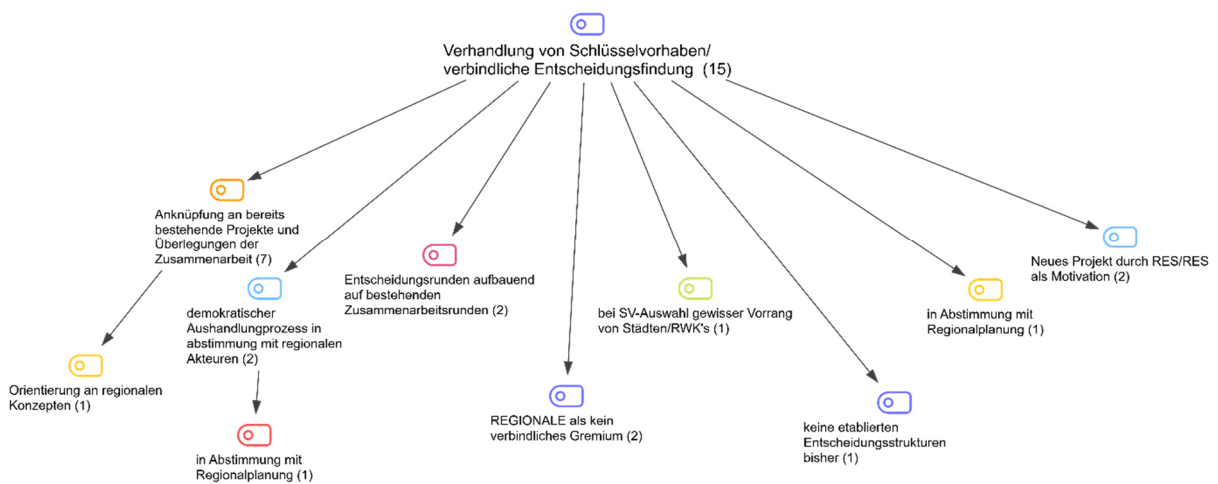 Verhandlung von Schlüsselvorhaben/
verbindliche Entscheidungsfindung  (15)
Anknüpfung an bereits
bestehende Projekte und
Überlegungen der
Zusammenarbeit (7)
Orientierung an regionalen
Konzepten (1)
demokratischer
Aushandlungprozess in
abstimmung mit regionalen
Akteuren (2)
in Abstimmung mit
Regionalplanung (1)
Entscheidungsrunden aufbauend
auf bestehenden
Zusammenarbeitsrunden (2)
REGIONALE als kein
verbindliches Gremium (2)
bei SV-Auswahl gewisser Vorrang
von Städten/RWK's (1)
keine etablierten
Entscheidungsstrukturen
bisher (1)
in Abstimmung mit
Regionalplanung (1)
Neues Projekt durch RES/RES
als Motivation (2)